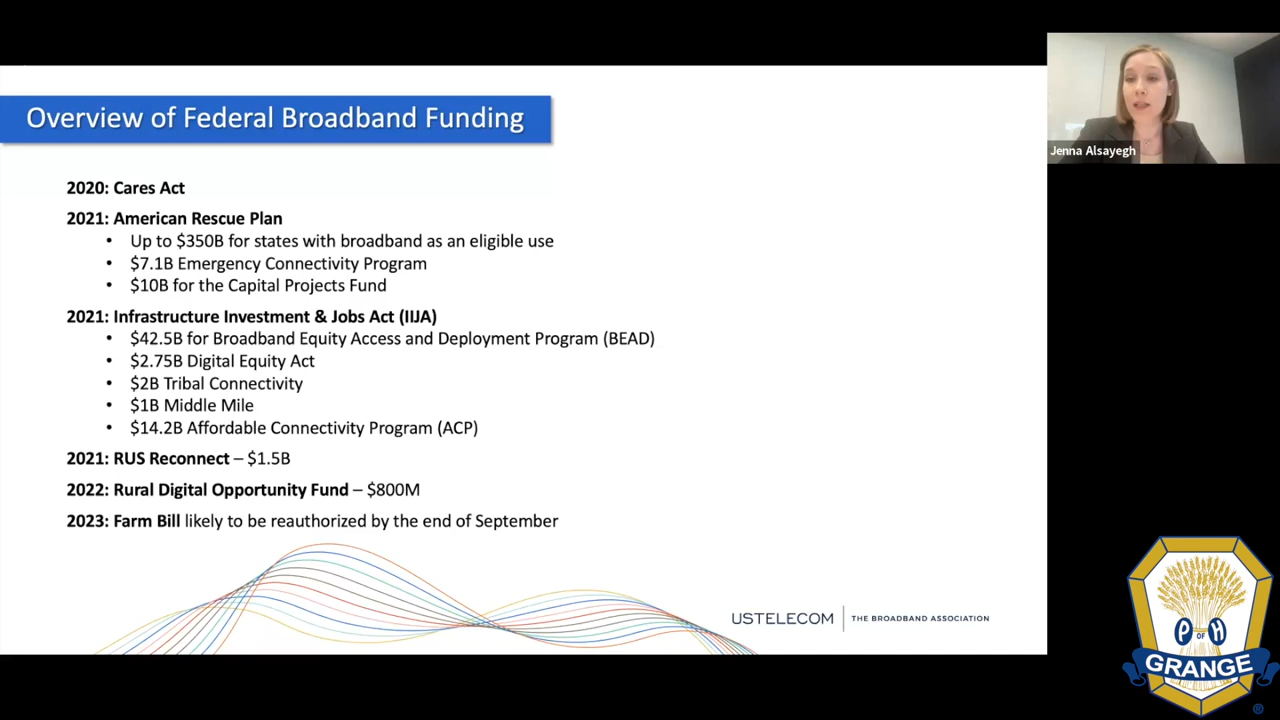 Overview of Federal Broadband Funding
2020: Cares Act
2021: American Rescue Plan
• Up to $350B for states with broadband as an eligible use
• $7.1B Emergency Connectivity Program
• $10B for the Capital Projects Fund
2021: Infrastructure Investment & Jobs Act (IIJA)
• $42.5B for Broadband Equity Access and Deployment Program (BEAD)
• $2.75B Digital Equity Act
• $2B Tribal Connectivity
• $1B Middle Mile
• $14.2B Affordable Connectivity Program (ACP)
2021: RUS Reconnect – $1.5B
2022: Rural Digital Opportunity Fund – $800M
2023: Farm Bill likely to be reauthorized by the end of September
USTELECOM | THE BROADBAND ASSOCIATION
Jenna Alsayegh
P OF H
GRANGE
®